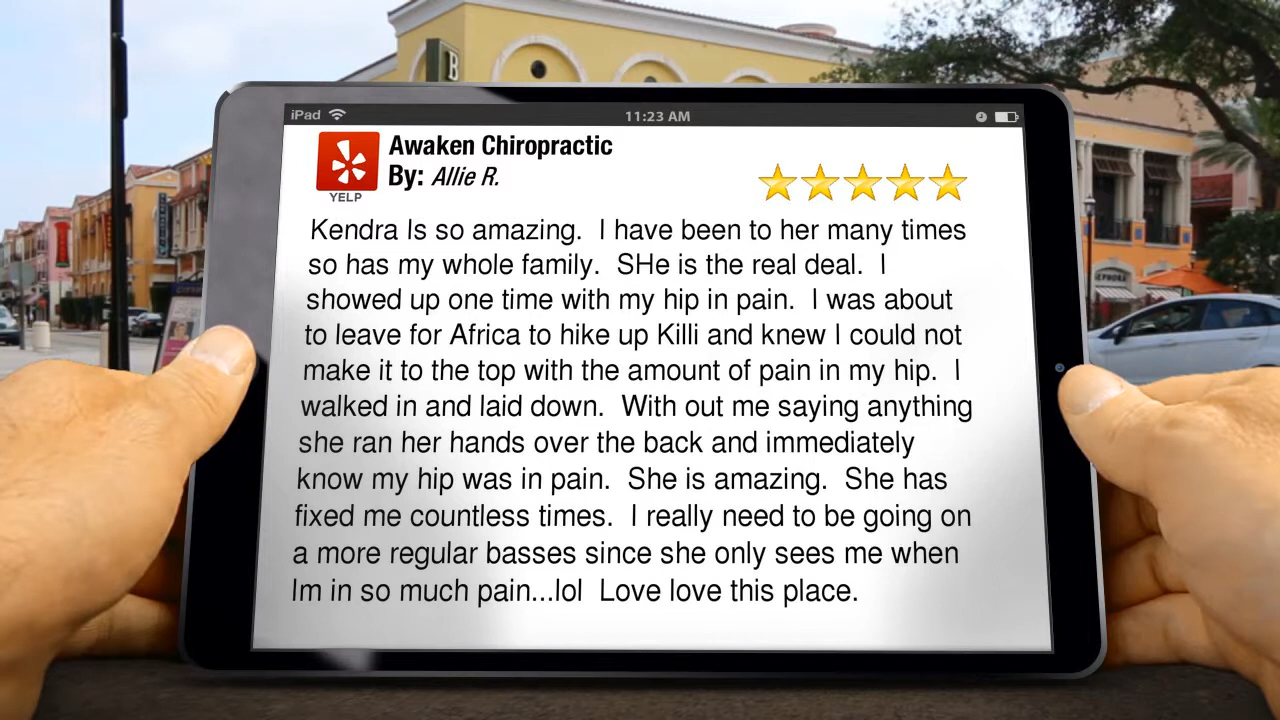 iPad 11:23 AM
Awaken Chiropractic
By: Allie R.
YELP
Kendra Is so amazing. I have been to her many times
so has my whole family. SHe is the real deal. I
showed up one time with my hip in pain. I was about
to leave for Africa to hike up Killi and knew I could not
make it to the top with the amount of pain in my hip. I
walked in and laid down. With out me saying anything
she ran her hands over the back and immediately
know my hip was in pain. She is amazing. She has
fixed me countless times. I really need to be going on
a more regular basses since she only sees me when
Im in so much pain...lol Love love this place.
B
SEPHORA